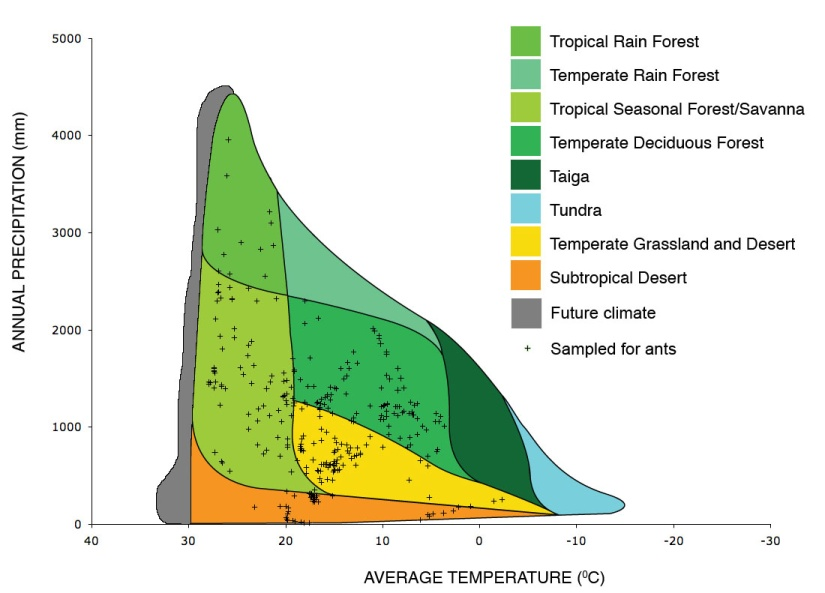 Tropical Rain Forest
Temperate Rain Forest
Tropical Seasonal Forest/Savanna
Temperate Deciduous Forest
Taiga
Tundra
Temperate Grassland and Desert
Subtropical Desert
Future climate
Sampled for ants
ANNUAL PRECIPITATION (mm)
5000
4000
3000
2000
1000
0
40 30 20 10 0 -10 -20 -30
AVERAGE TEMPERATURE (⁰C)